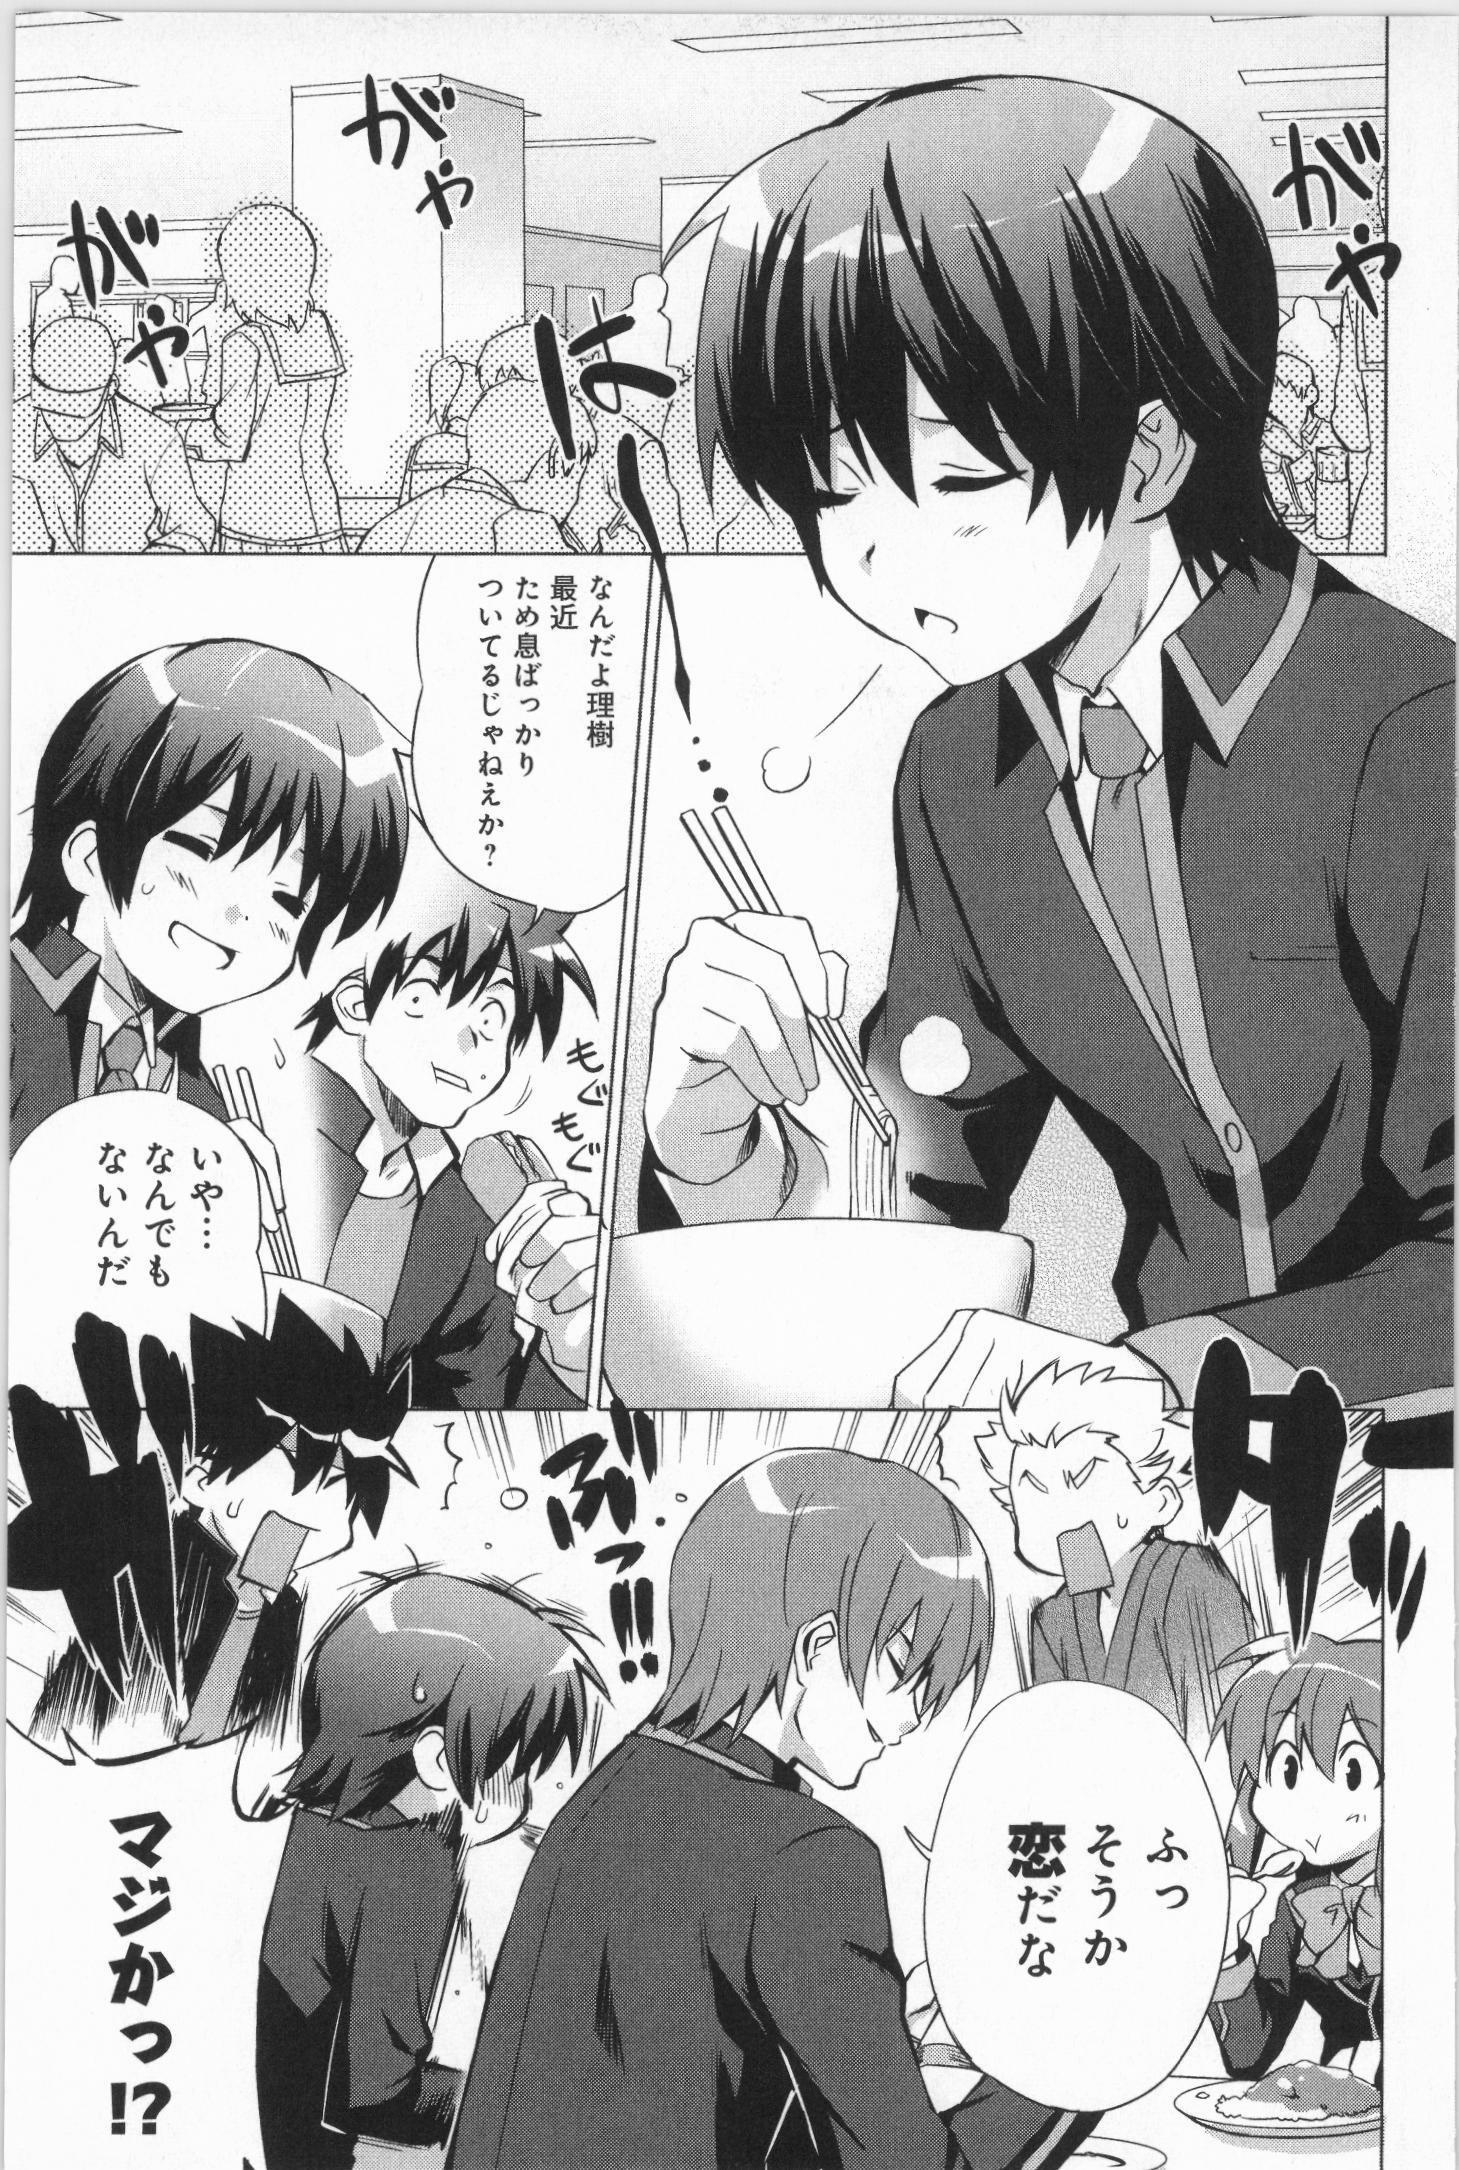 がや
がや
がや
はぁ…
なんだよ理樹
最近
ため息ばっかり
ついてるじゃねえか？
もぐ
もぐ
いや…
なんでも
ないんだ
ぶーっ!!
ふっ
そうか
恋だな
マジかっ!?